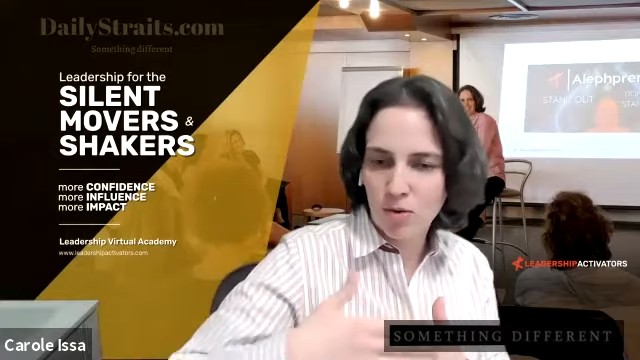 DailyStraits.com
Something different
Leadership for the
SILENT
MOVERS &
SHAKERS
more CONFIDENCE
more INFLUENCE
more IMPACT
Leadership Virtual Academy
www.leadershipactivators.com
Alephpren
STAND OUT
LEADERSHIPACTIVATORS
Carole Issa
SOMETHING DIFFERENT